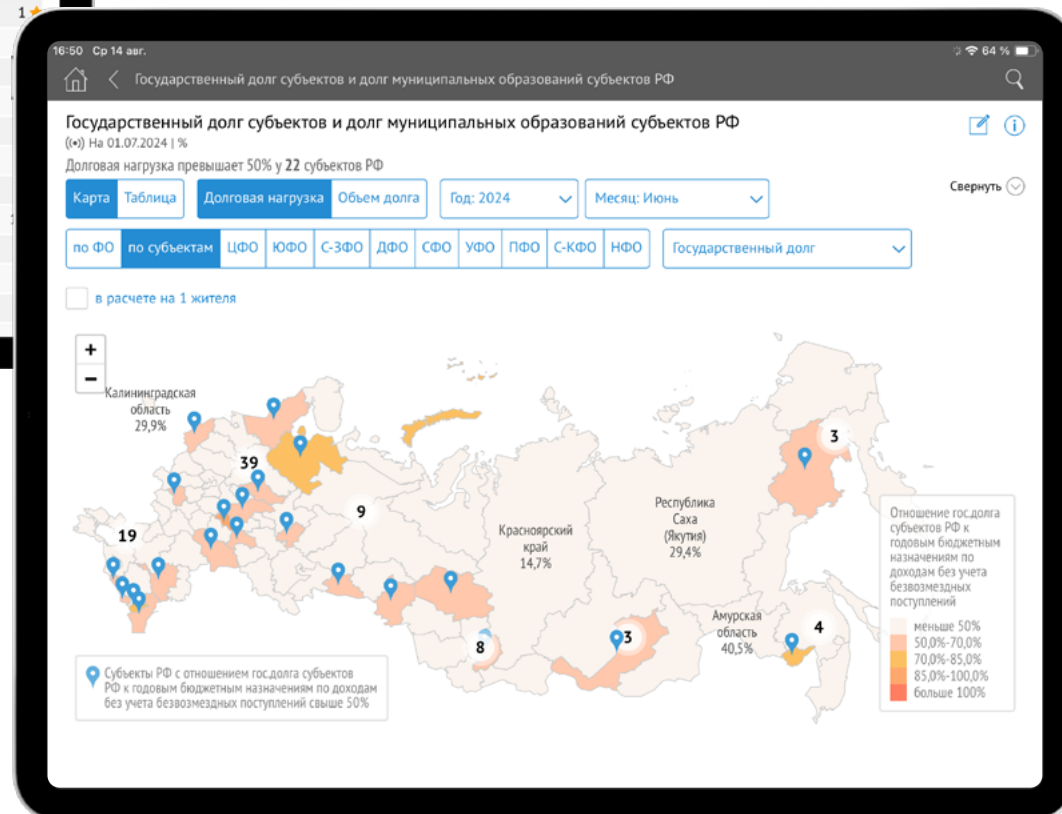 1
16:50 Ср 14 авг.
64 %
Государственный долг субъектов и долг муниципальных образований субъектов РФ
Государственный долг субъектов и долг муниципальных образований субъектов РФ
На 01.07.2024 | %
Долговая нагрузка превышает 50% у 22 субъектов РФ
Свернуть
Карта Таблица Долговая нагрузка Объем долга Год: 2024 Месяц: Июнь
по ФО по субъектам ЦФО ЮФО С-ЗФО ДФО СФО УФО ПФО С-КФО НФО Государственный долг
в расчете на 1 жителя
+
−
Калининградская
область
29,9%
39
9
19
Красноярский
край
14,7%
Республика
Саха
(Якутия)
29,4%
3
Амурская
область
40,5%
8
3
4
Отношение гос.долга
субъектов РФ к
годовым бюджетным
назначениям по
доходам без учета
безвозмездных
поступлений
меньше 50%
50,0%-70,0%
70,0%-85,0%
85,0%-100,0%
больше 100%
Субъекты РФ с отношением гос.долга субъектов
РФ к годовым бюджетным назначениям по доходам
без учета безвозмездных поступлений свыше 50%